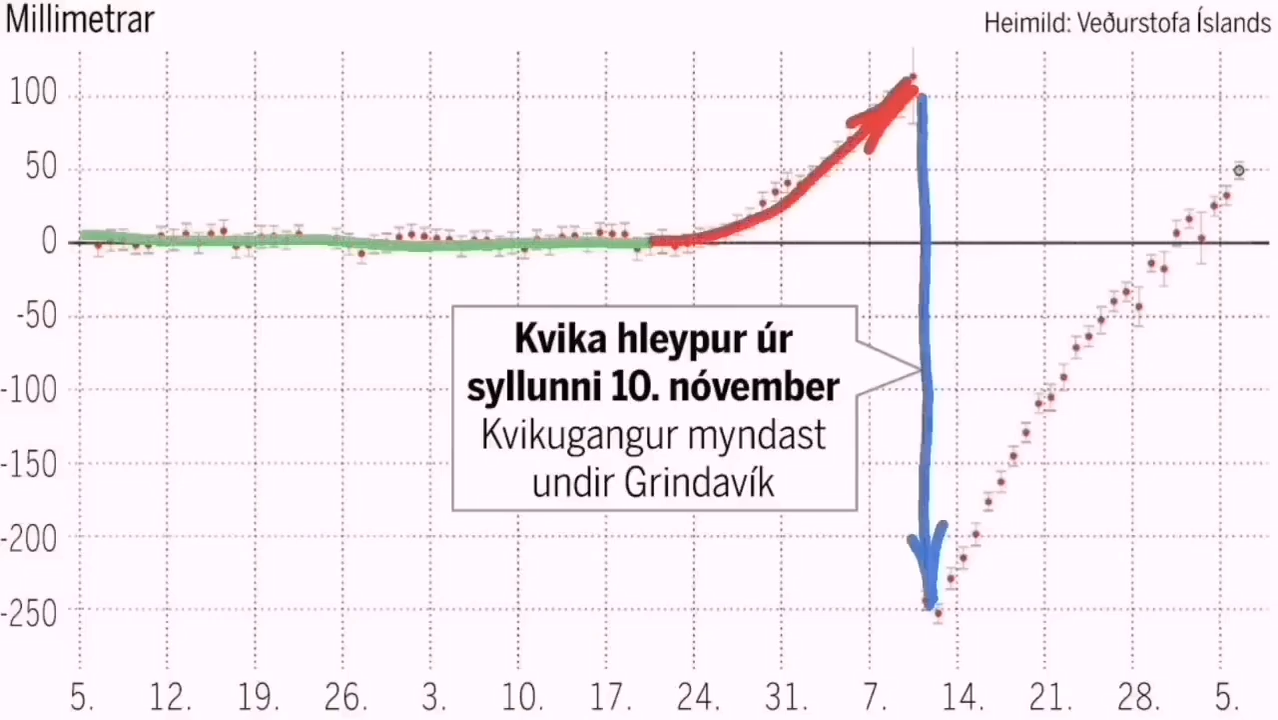 Millimetrar
Heimild: Veðurstofa Íslands
100
50
0
-50
-100
-150
-200
-250
Kvika hleypur úr
syllunni 10. nóvember
Kvikugangur myndast
undir Grindavík
5. 12. 19. 26. 3. 10. 17. 24. 31. 7. 14. 21. 28. 5.